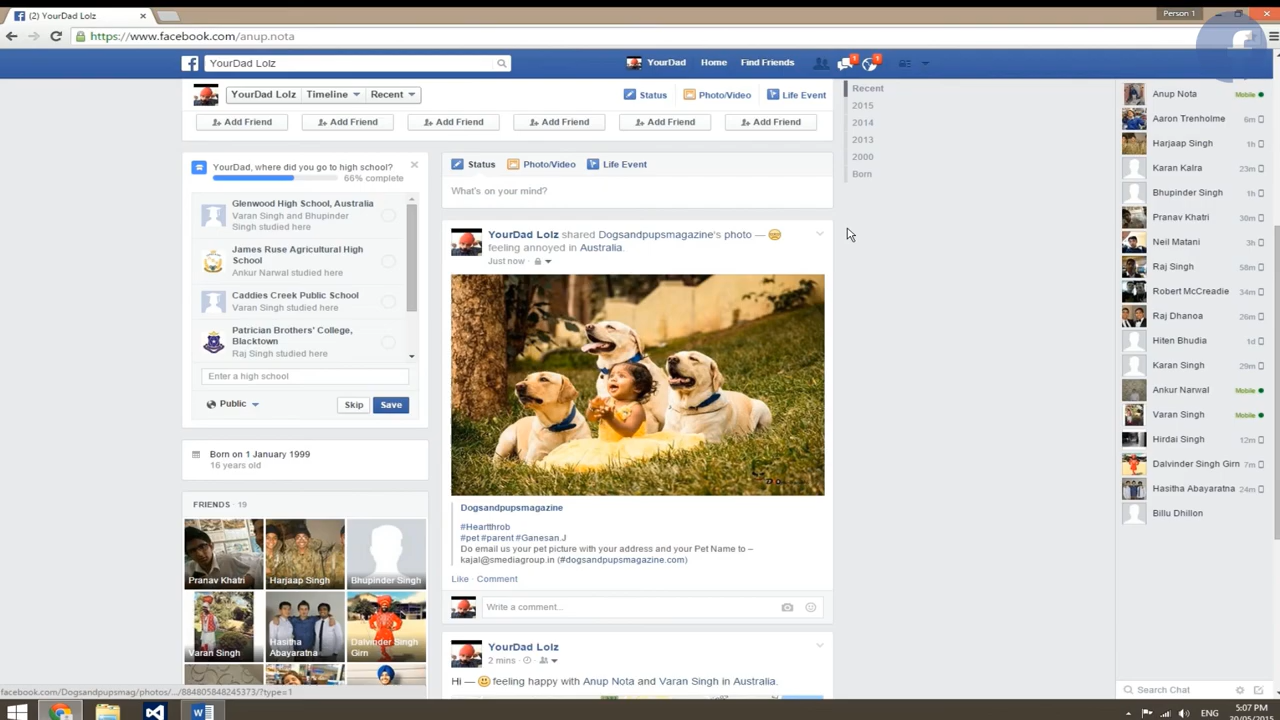 (2) YourDad Lolz
Person 1
https://www.facebook.com/anup.nota
YourDad Lolz
YourDad Home Find Friends
YourDad Lolz Timeline Recent
Status Photo/Video Life Event
Add Friend Add Friend Add Friend Add Friend Add Friend Add Friend
Recent
2015
2014
2013
2000
Born
YourDad, where did you go to high school?
66% complete
Glenwood High School, Australia
Varan Singh and Bhupinder
Singh studied here
James Ruse Agricultural High
School
Ankur Narwal studied here
Caddies Creek Public School
Varan Singh studied here
Patrician Brothers' College,
Blacktown
Raj Singh studied here
Enter a high school
Public Skip Save
Born on 1 January 1999
16 years old
FRIENDS · 19
Pranav Khatri Harjaap Singh Bhupinder Singh
Varan Singh Hasitha Abayaratna Dalvinder Singh Girn
Status Photo/Video Life Event
What's on your mind?
YourDad Lolz shared Dogsandpupsmagazine's photo —
feeling annoyed in Australia.
Just now
Dogsandpupsmagazine
#Heartthrob
#pet #parent #Ganesan.J
Do email us your pet picture with your address and your Pet Name to –
kajal@smediagroup.in (#dogsandpupsmagazine.com)
Like · Comment
Write a comment...
YourDad Lolz
2 mins
Hi — feeling happy with Anup Nota and Varan Singh in Australia.
Anup Nota Mobile
Aaron Trenholme 6m
Harjaap Singh 1h
Karan Kalra 23m
Bhupinder Singh 1h
Pranav Khatri 30m
Neil Matani 3h
Raj Singh 58m
Robert McCreadie 34m
Raj Dhanoa 26m
Hiten Bhudia 1d
Karan Singh 29m
Ankur Narwal Mobile
Varan Singh Mobile
Hirdai Singh 12m
Dalvinder Singh Girn 7m
Hasitha Abayaratna 24m
Billu Dhillon
Search Chat
facebook.com/Dogsandpupsmag/photos/.../884805848245373/?type=1
ENG
5:07 PM
30/05/2015